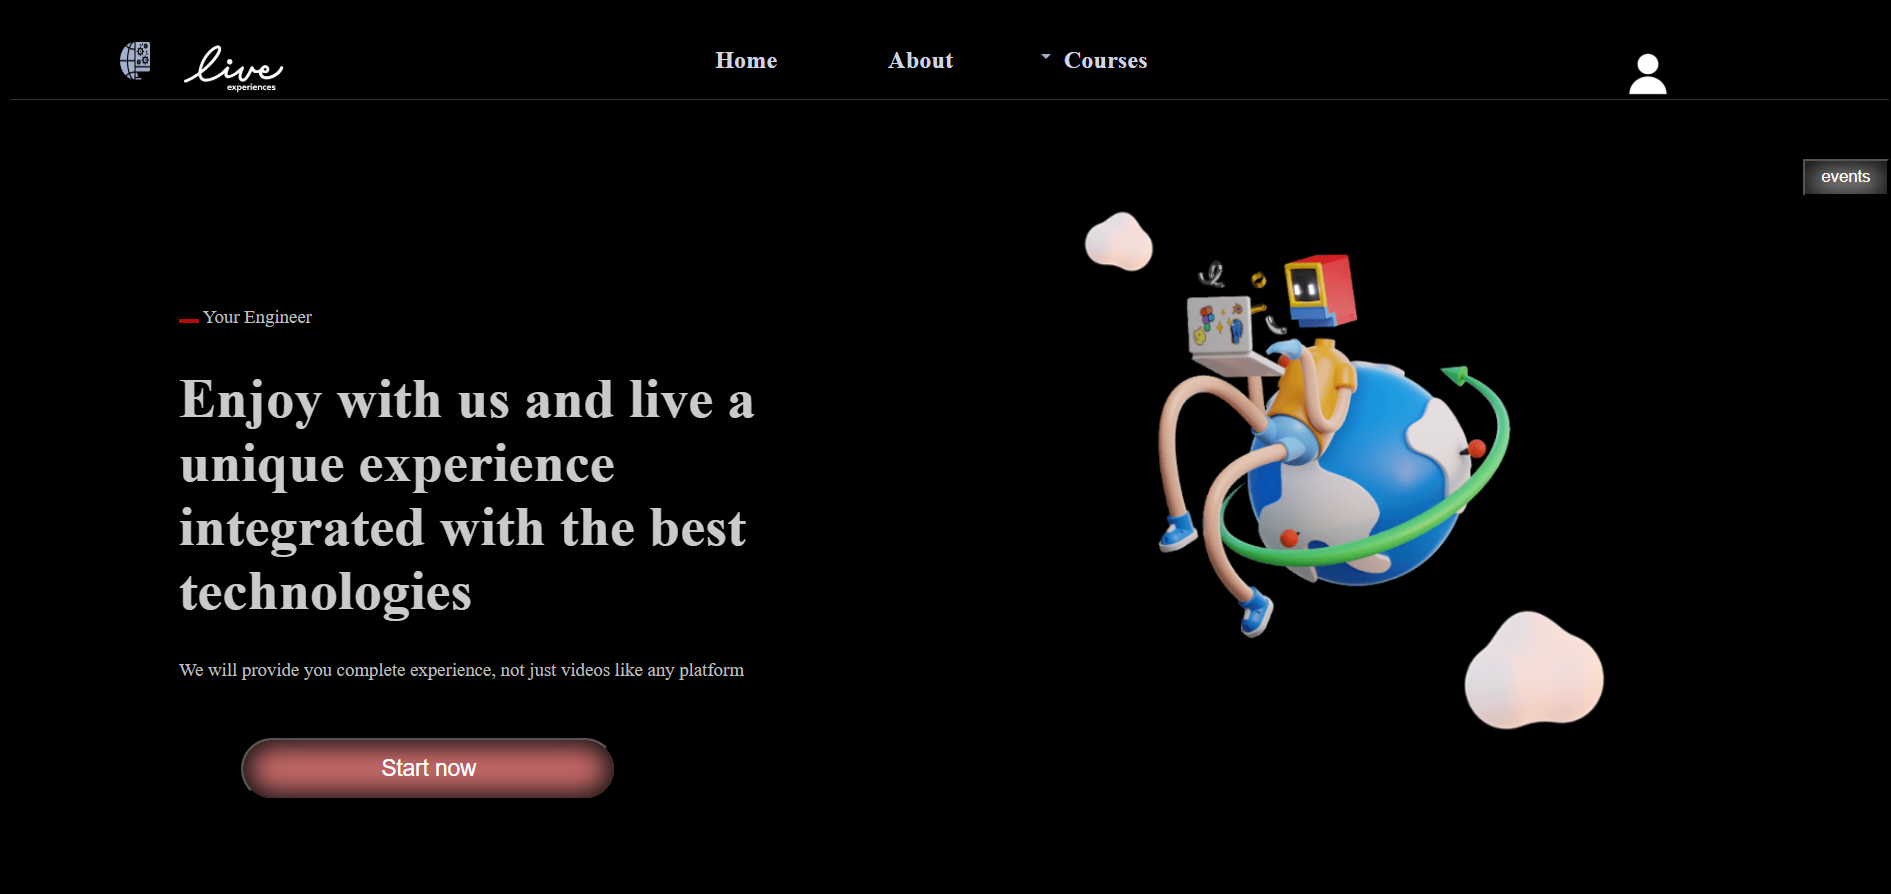 live
experiences
Home
About
Courses
events
Your Engineer
Enjoy with us and live a
unique experience
integrated with the best
technologies
We will provide you complete experience, not just videos like any platform
Start now